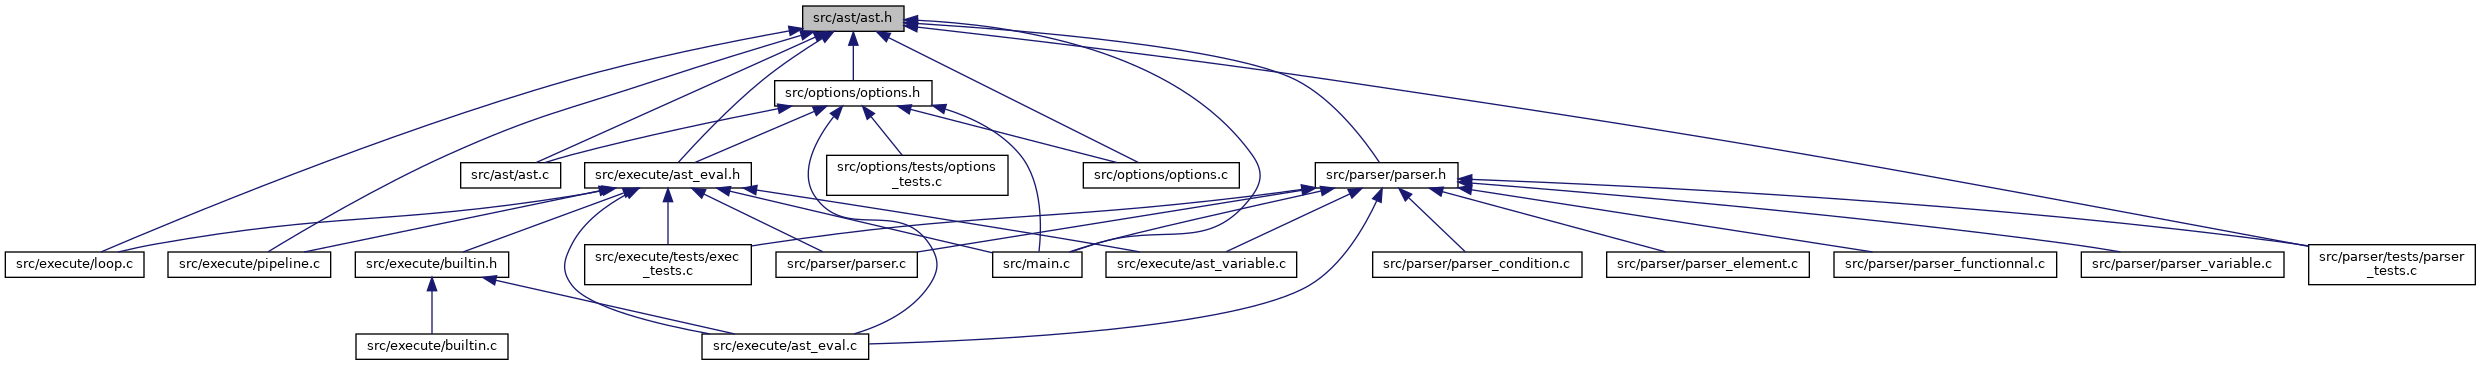 src/ast/ast.h
src/options/options.h
src/ast/ast.c
src/execute/ast_eval.h
src/options/tests/options
_tests.c
src/options/options.c
src/parser/parser.h
src/execute/loop.c
src/execute/pipeline.c
src/execute/builtin.h
src/execute/tests/exec
_tests.c
src/parser/parser.c
src/main.c
src/execute/ast_variable.c
src/parser/parser_condition.c
src/parser/parser_element.c
src/parser/parser_functionnal.c
src/parser/parser_variable.c
src/parser/tests/parser
_tests.c
src/execute/builtin.c
src/execute/ast_eval.c